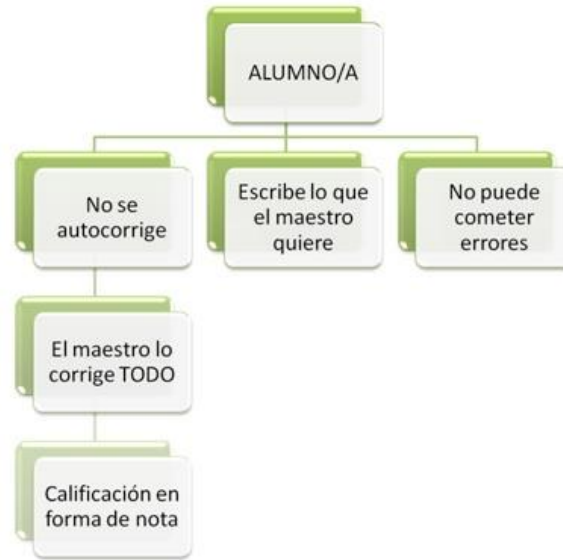 ALUMNO/A
No se
autocorrige
Escribe lo que
el maestro
quiere
No puede
cometer
errores
El maestro lo
corrige TODO
Calificación en
forma de nota